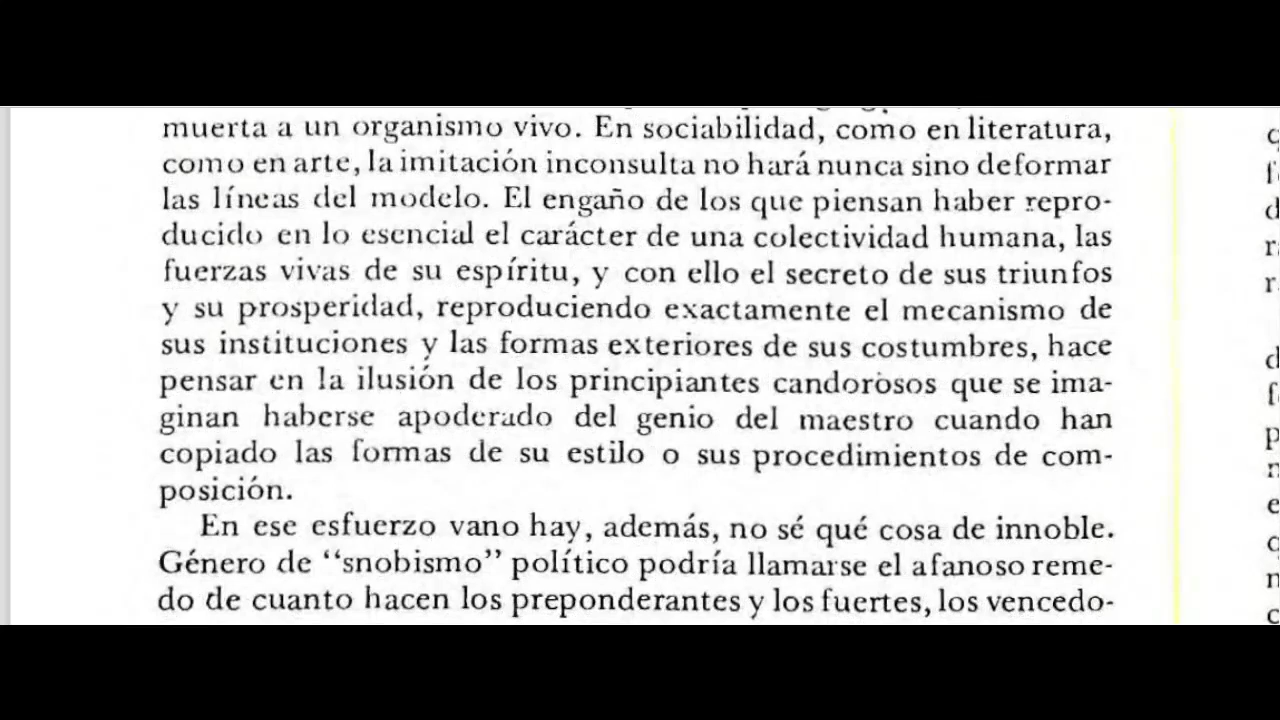 muerta a un organismo vivo. En sociabilidad, como en literatura,
como en arte, la imitación inconsulta no hará nunca sino deformar
las líneas del modelo. El engaño de los que piensan haber repro-
ducido en lo esencial el carácter de una colectividad humana, las
fuerzas vivas de su espíritu, y con ello el secreto de sus triunfos
y su prosperidad, reproduciendo exactamente el mecanismo de
sus instituciones y las formas exteriores de sus costumbres, hace
pensar en la ilusión de los principiantes candorosos que se ima-
ginan haberse apoderado del genio del maestro cuando han
copiado las formas de su estilo o sus procedimientos de com-
posición.
En ese esfuerzo vano hay, además, no sé qué cosa de innoble.
Género de “snobismo” político podría llamarse el afanoso reme-
do de cuanto hacen los preponderantes y los fuertes, los vencedo-